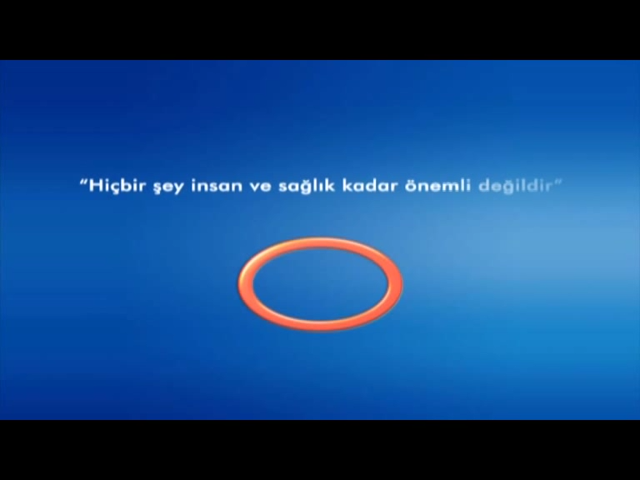 “Hiçbir şey insan ve sağlık kadar önemli değildir”